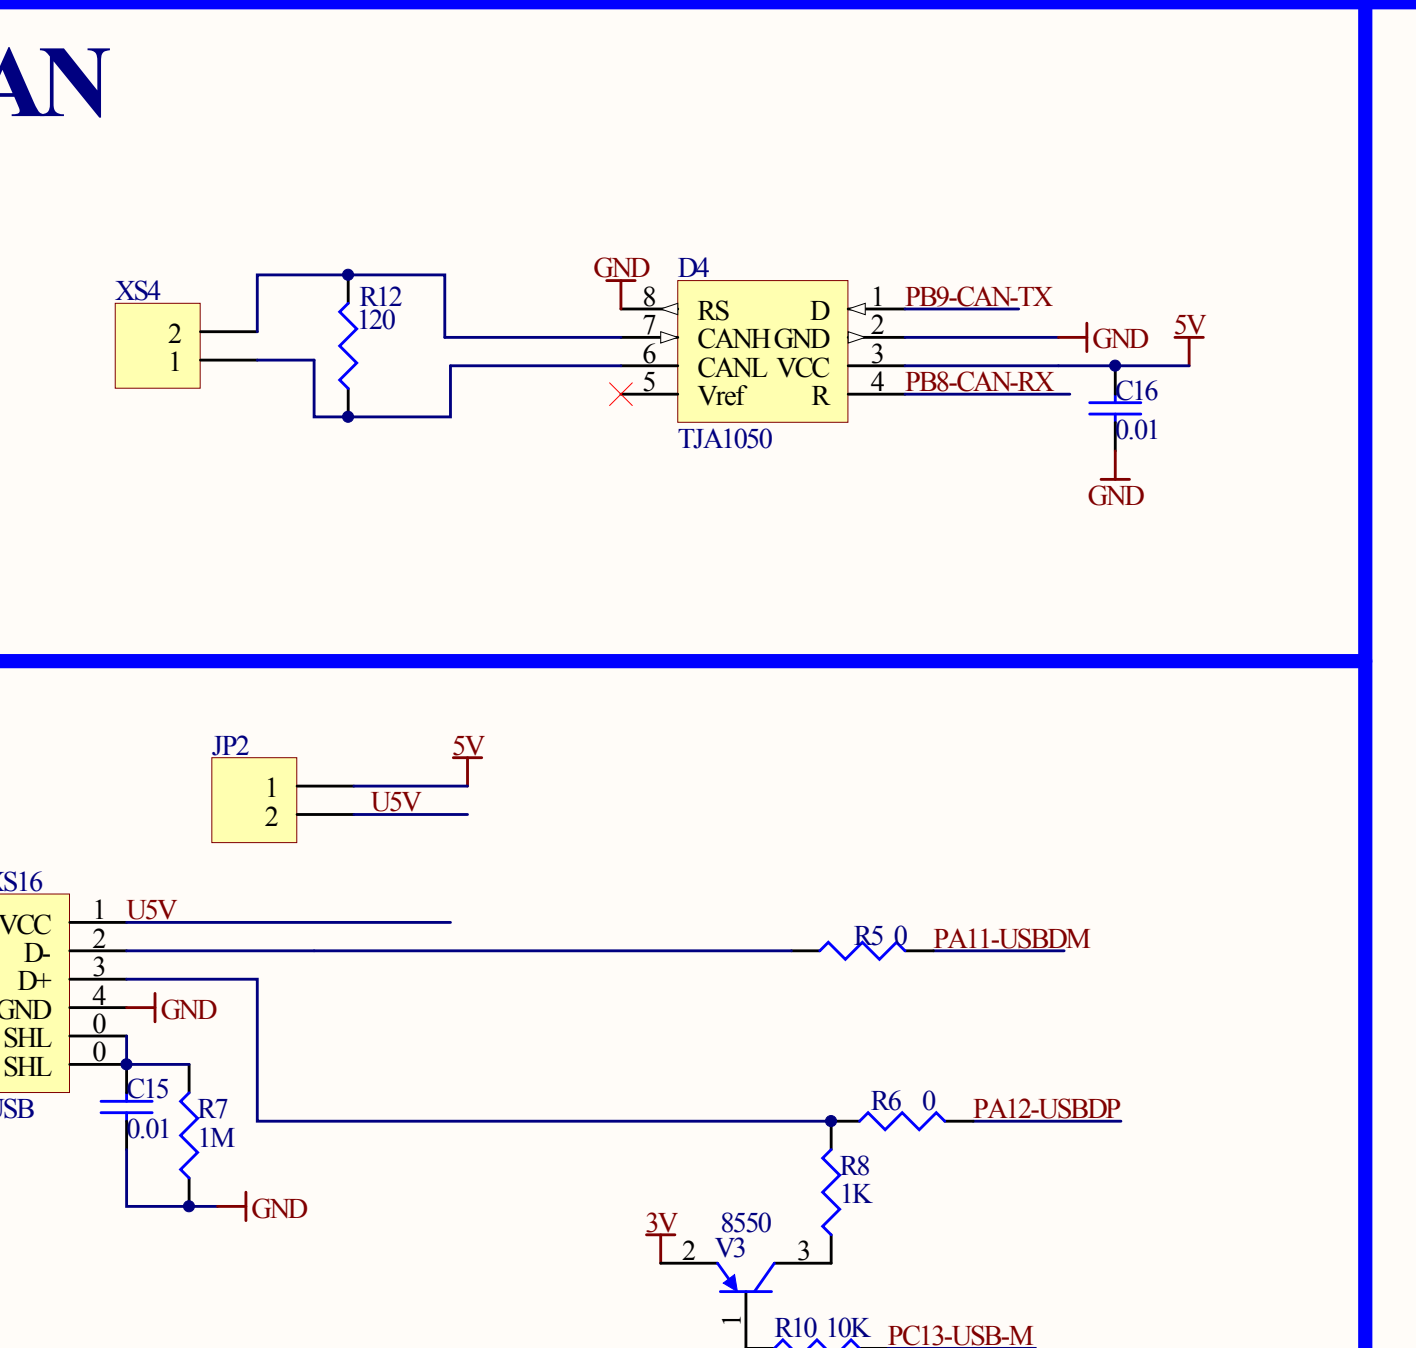 AN
XS4
2
1
R12
120
GND
D4
8
7
6
5
RS D
CANH GND
CANL VCC
Vref R
TJA1050
1 PB9-CAN-TX
2
GND
5V
3
4 PB8-CAN-RX
C16
0.01
GND
JP2
1
2
5V
U5V
XS16
VCC 1 U5V
D- 2
D+ 3
GND 4 GND
SHL 0
SHL 0
USB
C15
0.01
R7
1M
GND
R5 0 PA11-USBDM
R6 0 PA12-USBDP
R8
1K
3V
8550
V3
2
3
1
R10 10K PC13-USB-M